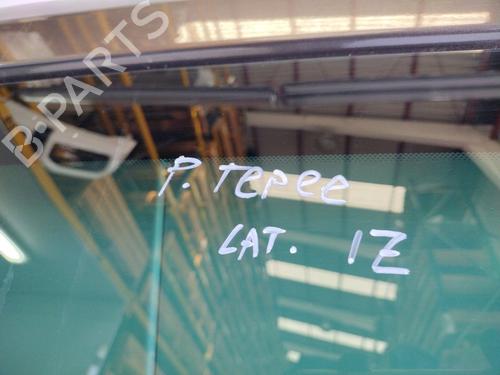 B-PARTS
P. Tepee
LAT. IZ